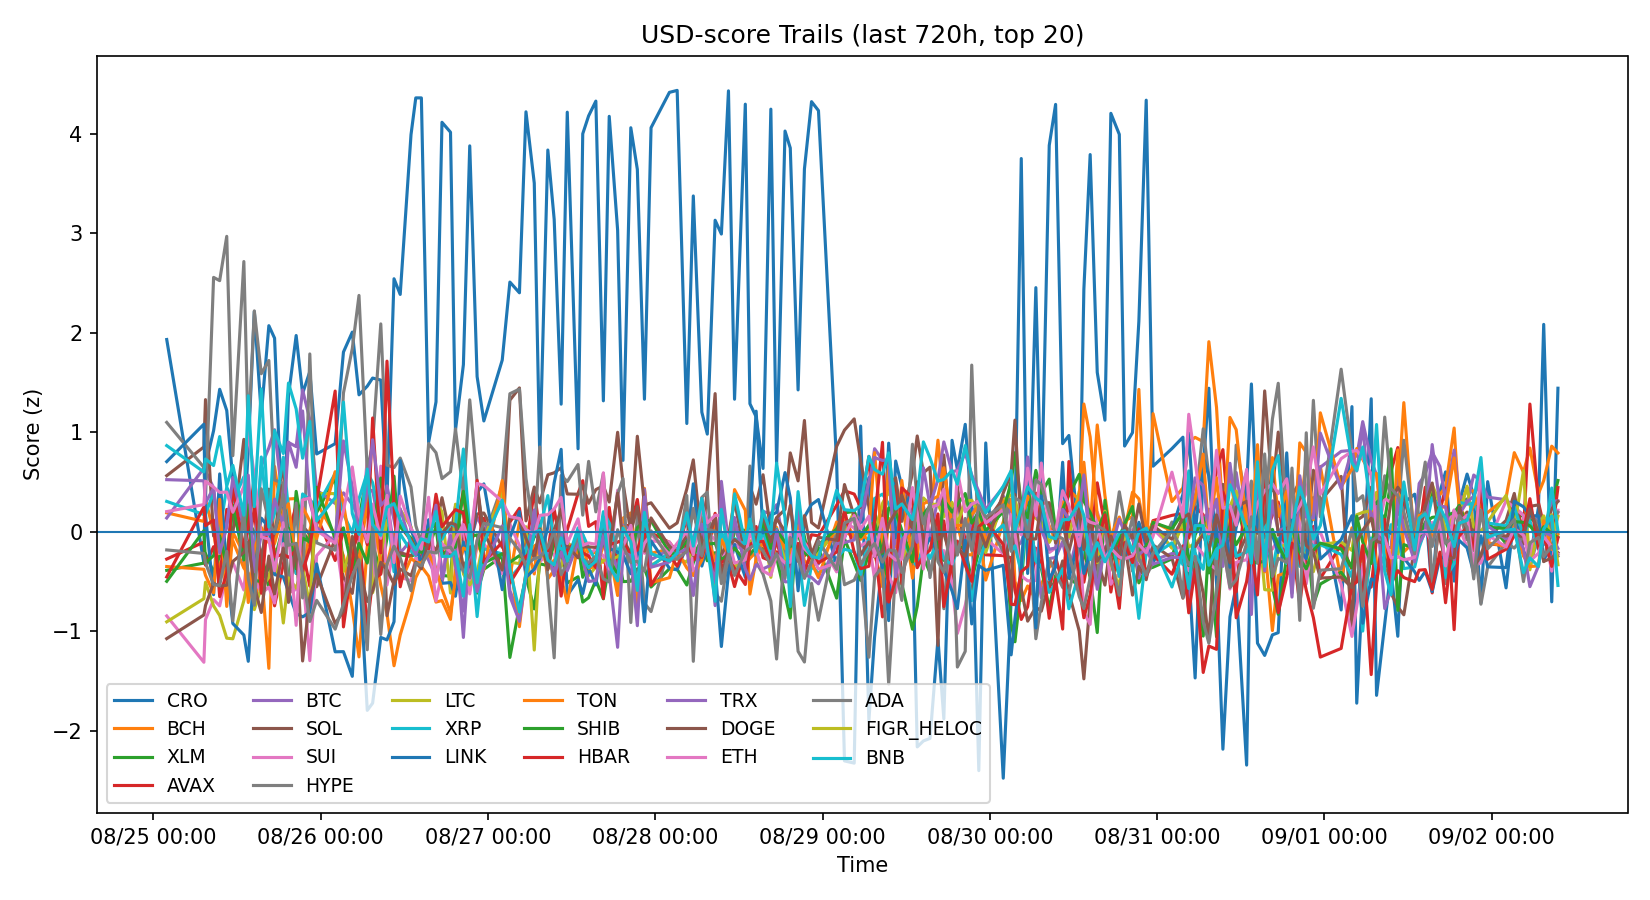 USD-score Trails (last 720h, top 20)
Score (z)
4
3
2
1
0
−1
−2
CRO
BCH
XLM
AVAX
BTC
SOL
SUI
HYPE
LTC
XRP
LINK
TON
SHIB
HBAR
TRX
DOGE
ETH
ADA
FIGR_HELOC
BNB
08/25 00:00 08/26 00:00 08/27 00:00 08/28 00:00 08/29 00:00 08/30 00:00 08/31 00:00 09/01 00:00 09/02 00:00
Time